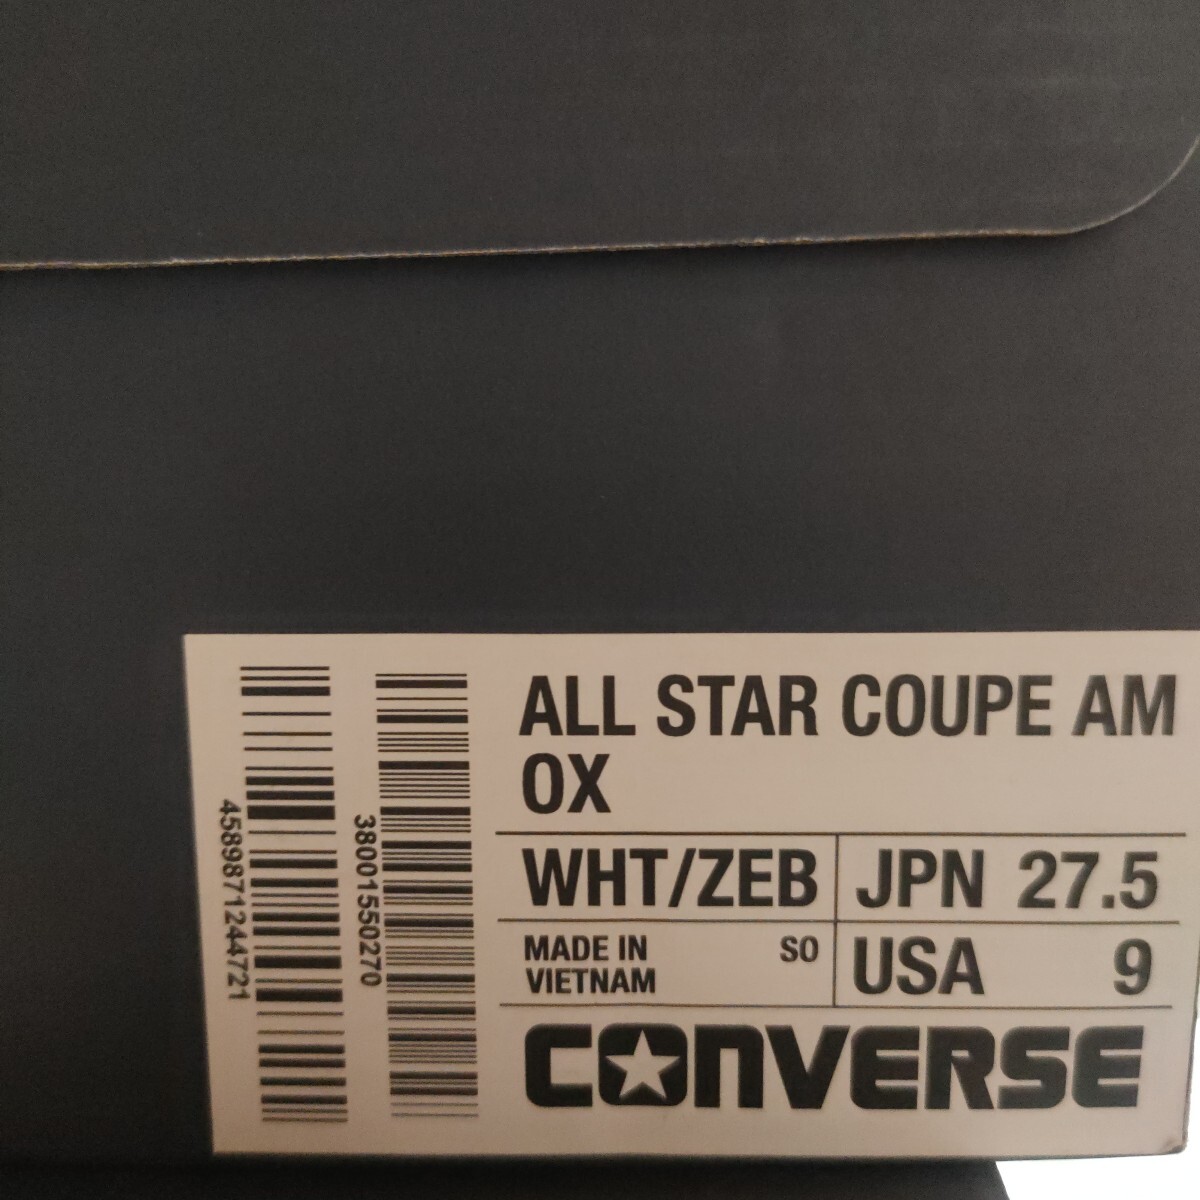 ALL STAR COUPE AM
OX
WHT/ZEB
JPN 27.5
MADE IN
VIETNAM
SO
USA 9
CONVERSE
4589871244721
38001550270